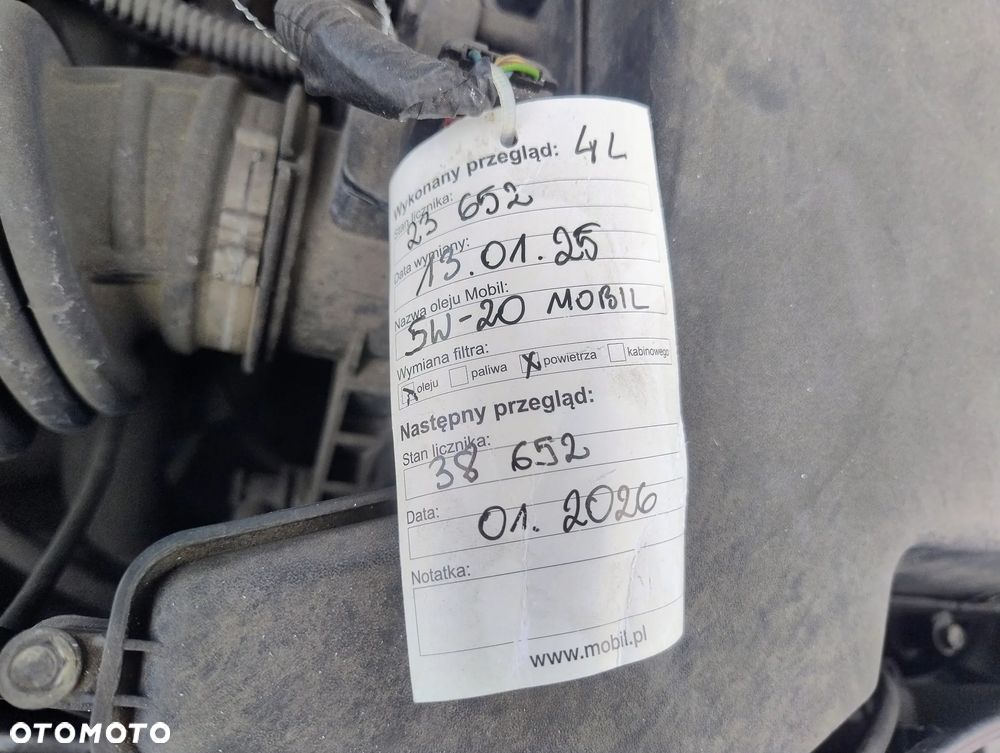 Wykonany przegląd: 4L
Stan licznika:
23 652
Data wymiany:
13.01.25
Nazwa oleju Mobil:
5W-20 MOBIL
Wymiana filtra:
X oleju paliwa X powietrza kabinowego
Następny przegląd:
Stan licznika:
38 652
Data:
01.2026
Notatka:
www.mobil.pl
OTOMOTO